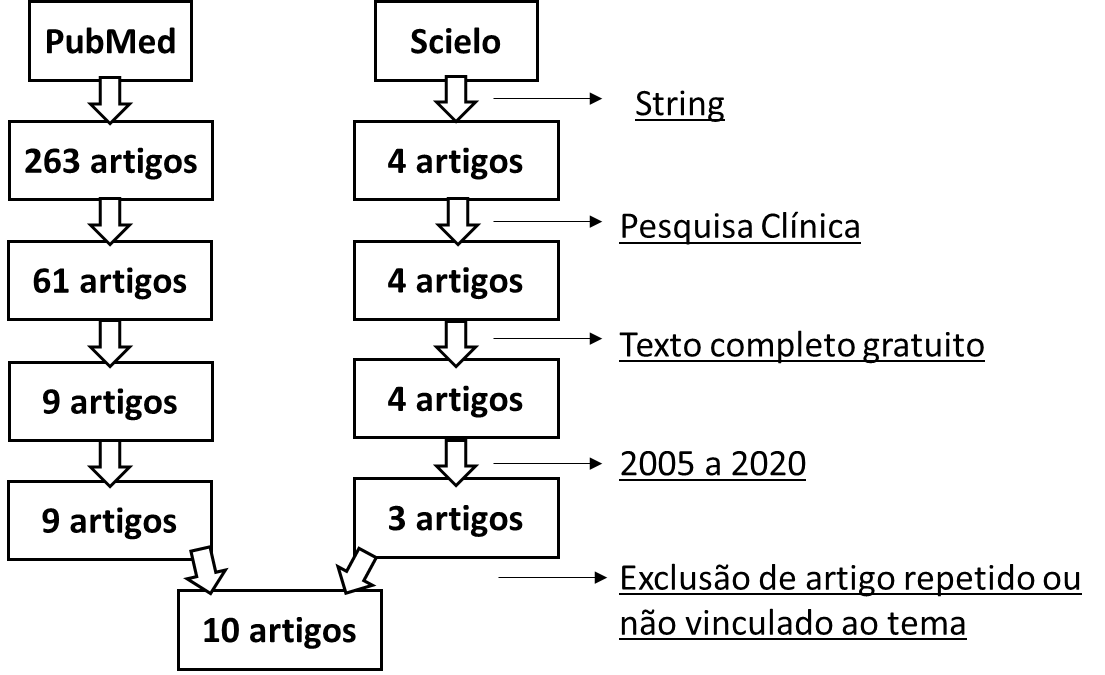 PubMed
Scielo
String
263 artigos
4 artigos
Pesquisa Clínica
61 artigos
4 artigos
Texto completo gratuito
9 artigos
4 artigos
2005 a 2020
9 artigos
3 artigos
Exclusão de artigo repetido ou
não vinculado ao tema
10 artigos